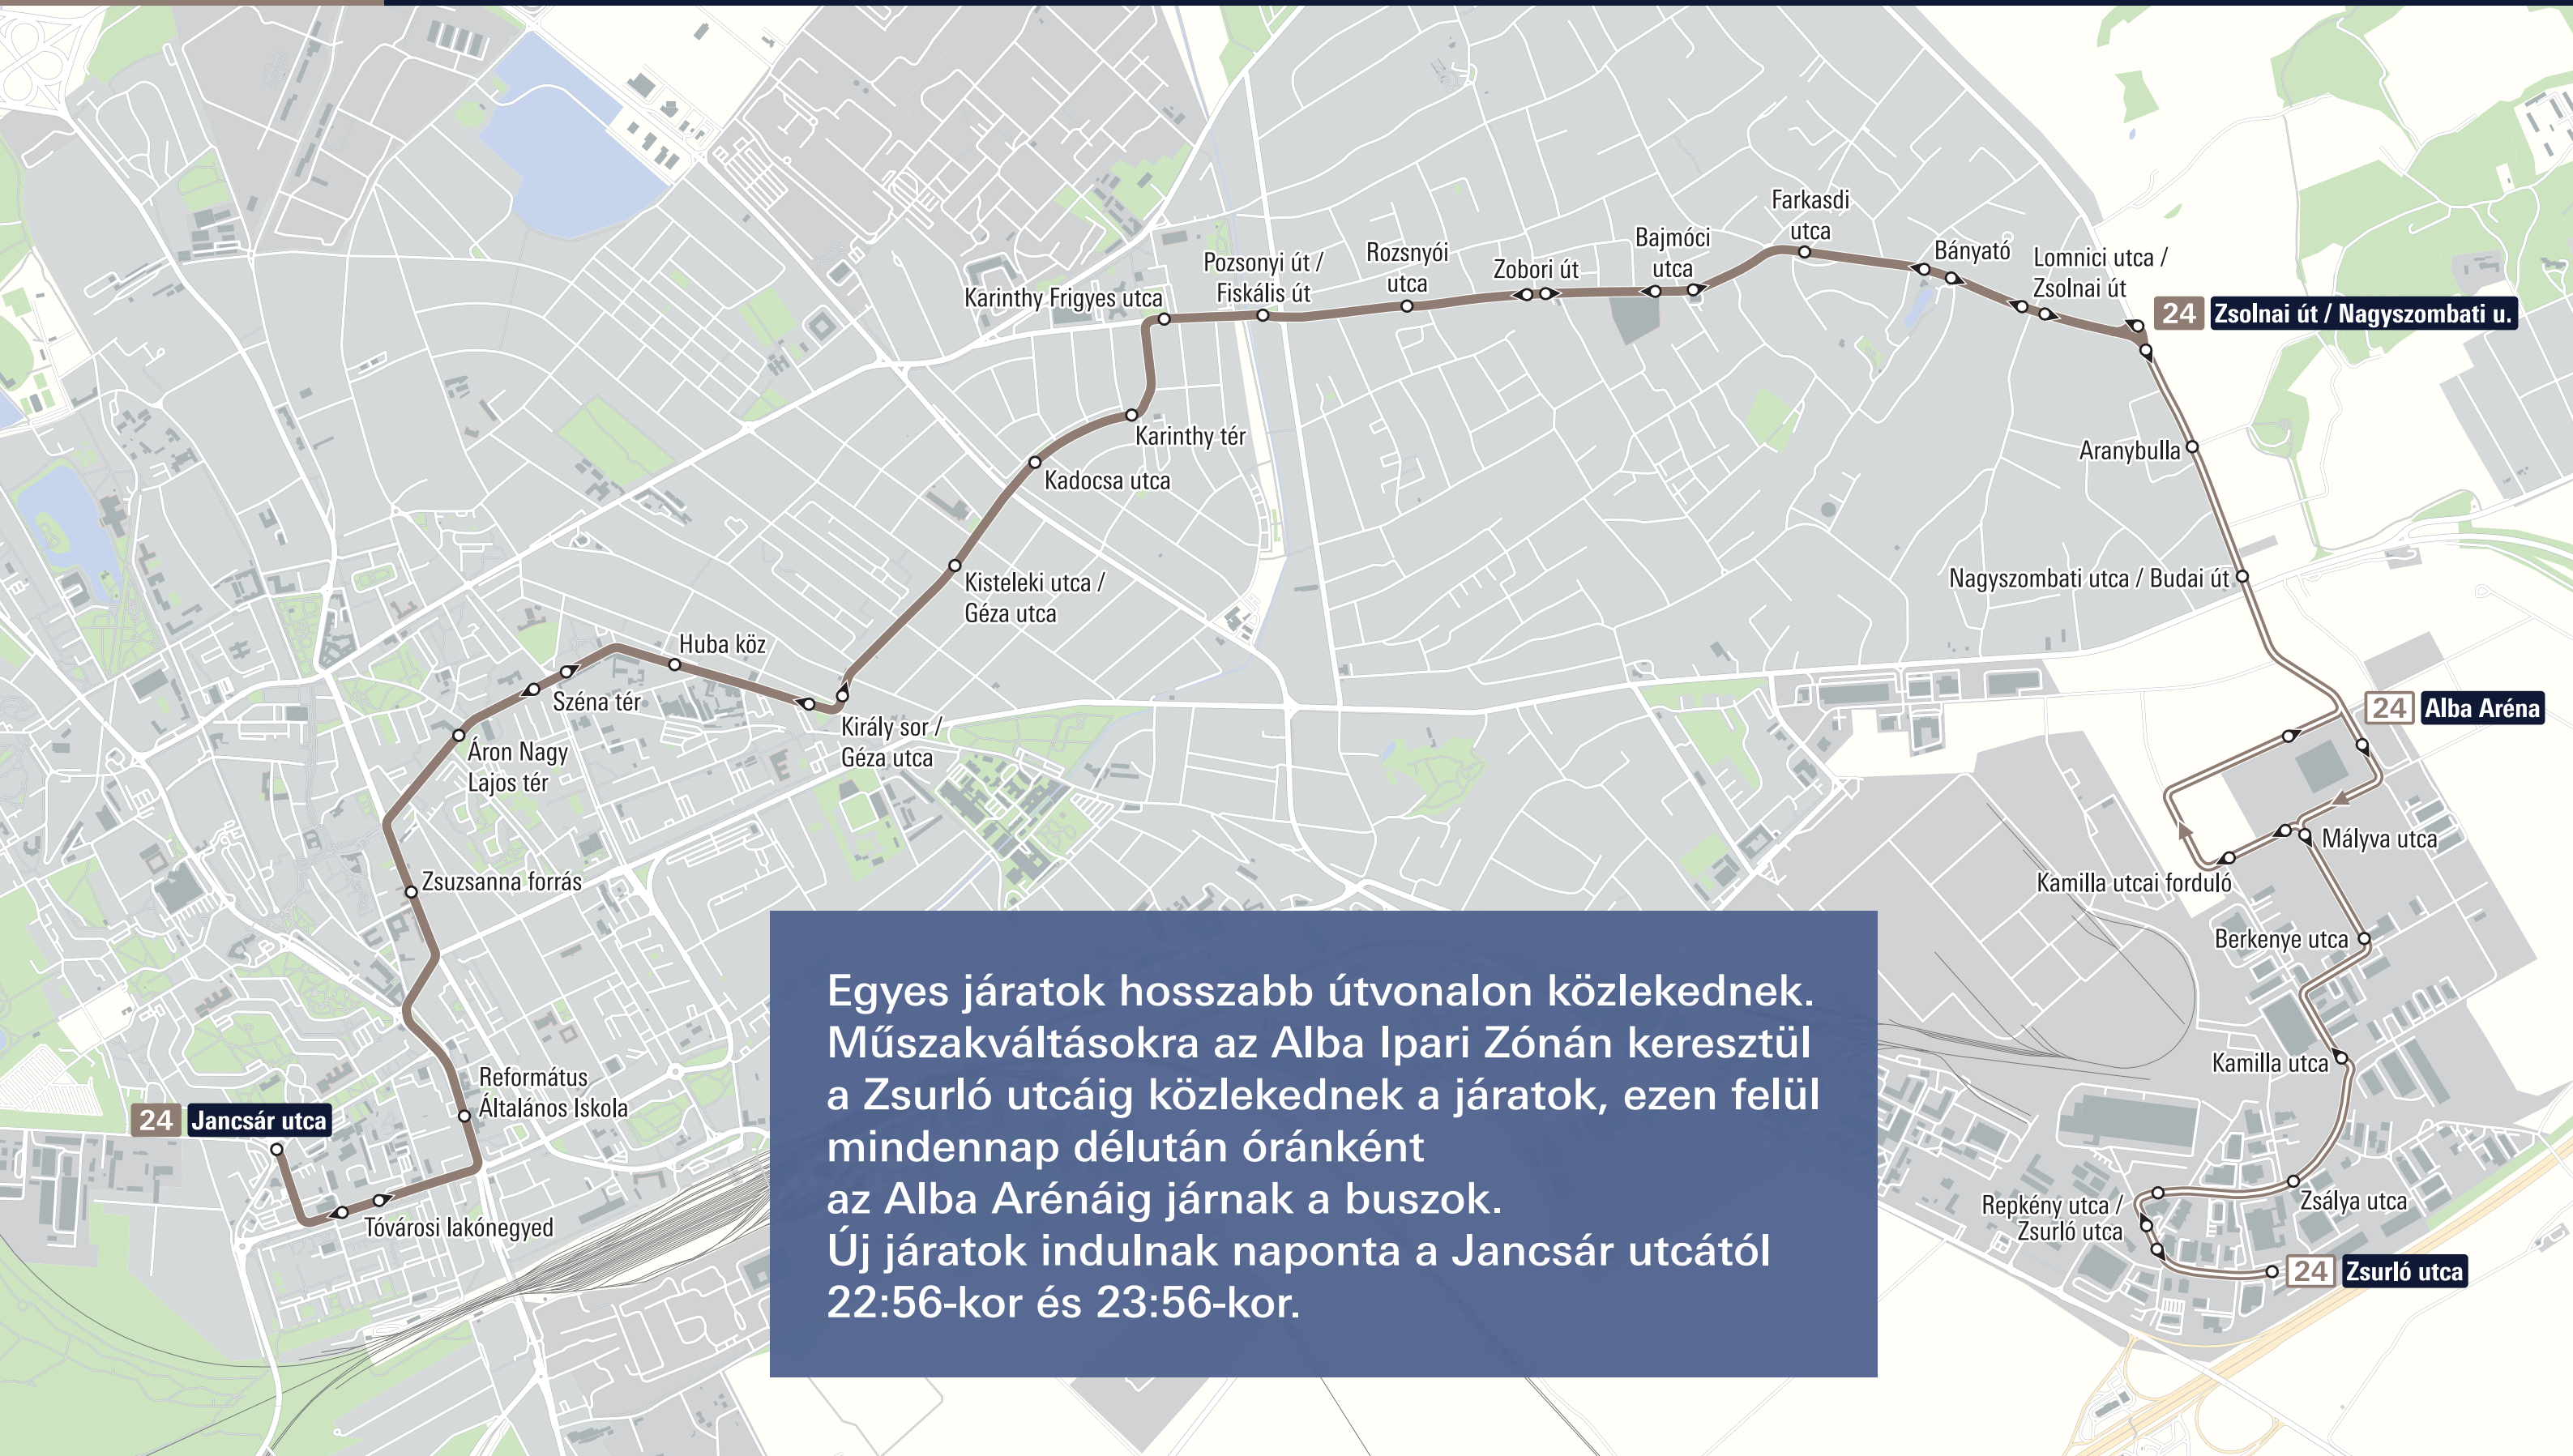 Farkasdi
utca
Bajmóci
utca
Bányató
Lomnici utca /
Zsolnai út
Rozsnyói
utca
Zobori út
Pozsonyi út /
Fiskális út
Karinthy Frigyes utca
24 Zsolnai út / Nagyszombati u.
Karinthy tér
Kadocsa utca
Aranybulla
Kisteleki utca /
Géza utca
Nagyszombati utca / Budai út
Huba köz
Széna tér
Király sor /
Géza utca
Áron Nagy
Lajos tér
24 Alba Aréna
Mályva utca
Kamilla utcai forduló
Zsuzsanna forrás
Berkenye utca
Kamilla utca
Református
Általános Iskola
24 Jancsár utca
Tóvárosi lakónegyed
Zsálya utca
Repkény utca /
Zsurló utca
24 Zsurló utca
Egyes járatok hosszabb útvonalon közlekednek.
Műszakváltásokra az Alba Ipari Zónán keresztül
a Zsurló utcáig közlekednek a járatok, ezen felül
mindennap délután óránként
az Alba Arénáig járnak a buszok.
Új járatok indulnak naponta a Jancsár utcától
22:56-kor és 23:56-kor.